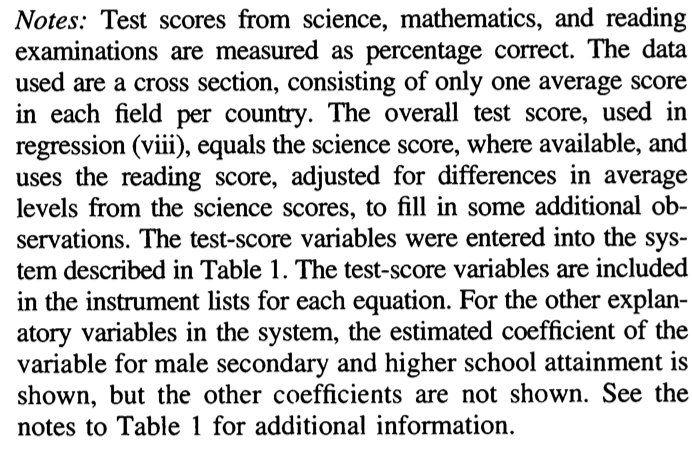 Notes: Test scores from science, mathematics, and reading
examinations are measured as percentage correct. The data
used are a cross section, consisting of only one average score
in each field per country. The overall test score, used in
regression (viii), equals the science score, where available, and
uses the reading score, adjusted for differences in average
levels from the science scores, to fill in some additional ob-
servations. The test-score variables were entered into the sys-
tem described in Table 1. The test-score variables are included
in the instrument lists for each equation. For the other explan-
atory variables in the system, the estimated coefficient of the
variable for male secondary and higher school attainment is
shown, but the other coefficients are not shown. See the
notes to Table 1 for additional information.